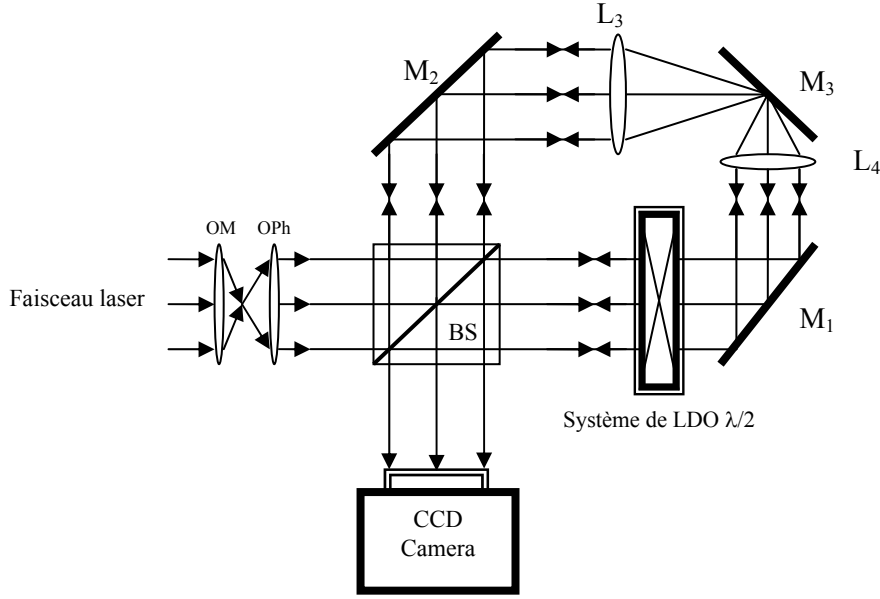 L₃
M₂
M₃
L₄
OM
OPh
Faisceau laser
BS
M₁
Système de LDO λ/2
CCD
Camera